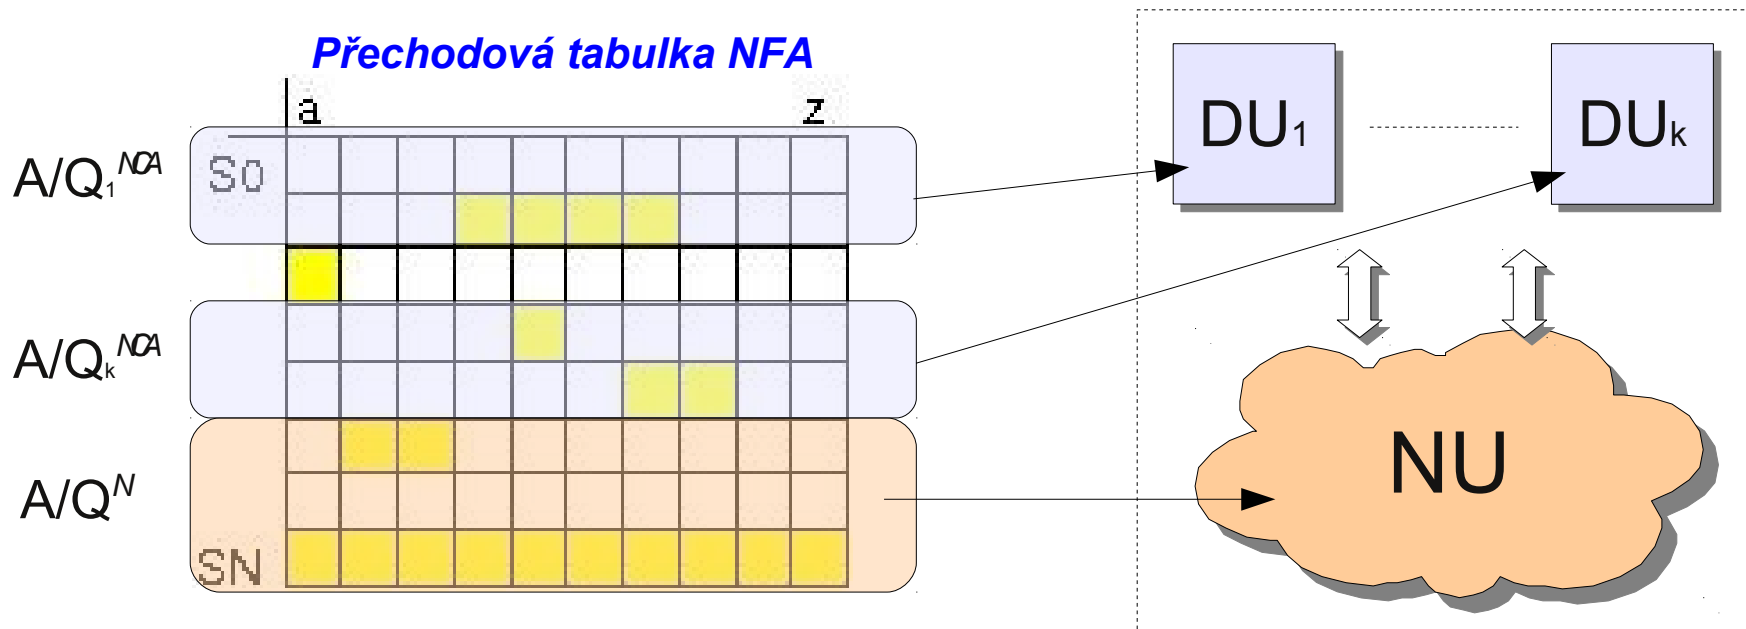 Přechodová tabulka NFA
a z
A/Q1NCA S0
A/QkNCA
A/QN
SN
DU1 DUk
NU